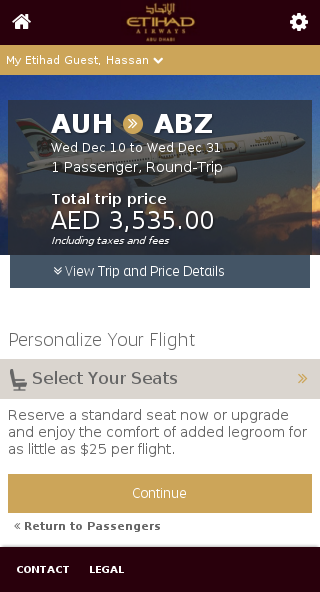 الإتحاد
ETIHAD
AIRWAYS
ABU DHABI
My Etihad Guest, Hassan
AUH ABZ
Wed Dec 10 to Wed Dec 31
1 Passenger, Round-Trip
Total trip price
AED 3,535.00
Including taxes and fees
View Trip and Price Details
Personalize Your Flight
Select Your Seats
Reserve a standard seat now or upgrade
and enjoy the comfort of added legroom for
as little as $25 per flight.
Continue
Return to Passengers
CONTACT LEGAL